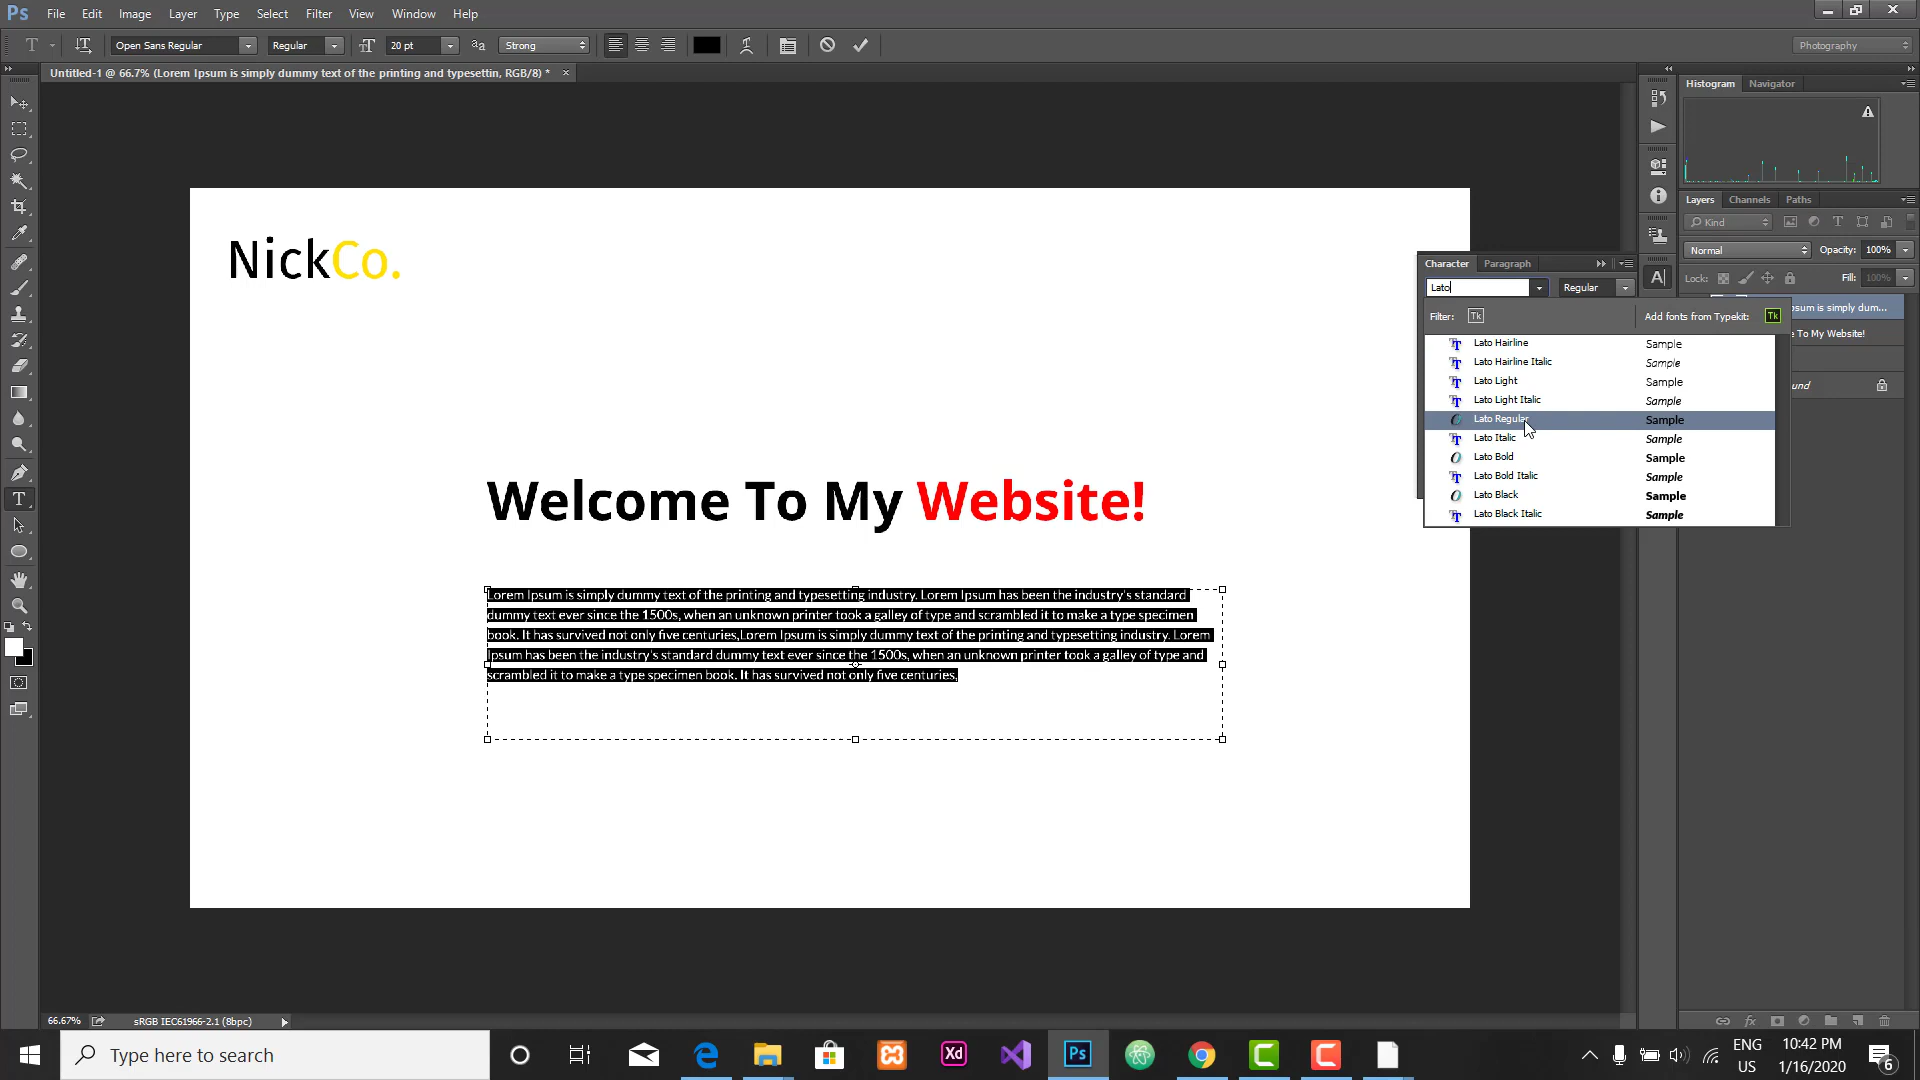 Ps File Edit Image Layer Type Select Filter View Window Help
T Open Sans Regular Regular 20 pt Strong Photography
Untitled-1 @ 66.7% (Lorem Ipsum is simply dummy text of the printing and typesettin, RGB/8) * ×
Histogram Navigator
NickCo.
Layers Channels Paths
Kind
Normal Opacity: 100%
Lock: Fill: 100%
Character Paragraph
Lato Regular
Filter: Tk Add fonts from Typekit: Tk
psum is simply dum...
e To My Website!
und
Lato Hairline Sample
Lato Hairline Italic Sample
Lato Light Sample
Lato Light Italic Sample
Lato Regular Sample
Lato Italic Sample
Lato Bold Sample
Lato Bold Italic Sample
Lato Black Sample
Lato Black Italic Sample
Welcome To My Website!
Lorem Ipsum is simply dummy text of the printing and typesetting industry. Lorem Ipsum has been the industry's standard
dummy text ever since the 1500s, when an unknown printer took a galley of type and scrambled it to make a type specimen
book. It has survived not only five centuries,Lorem Ipsum is simply dummy text of the printing and typesetting industry. Lorem
Ipsum has been the industry's standard dummy text ever since the 1500s, when an unknown printer took a galley of type and
scrambled it to make a type specimen book. It has survived not only five centuries,
66.67% sRGB IEC61966-2.1 (8bpc)
Type here to search
Xd Ps
ENG
US
10:42 PM
1/16/2020
6